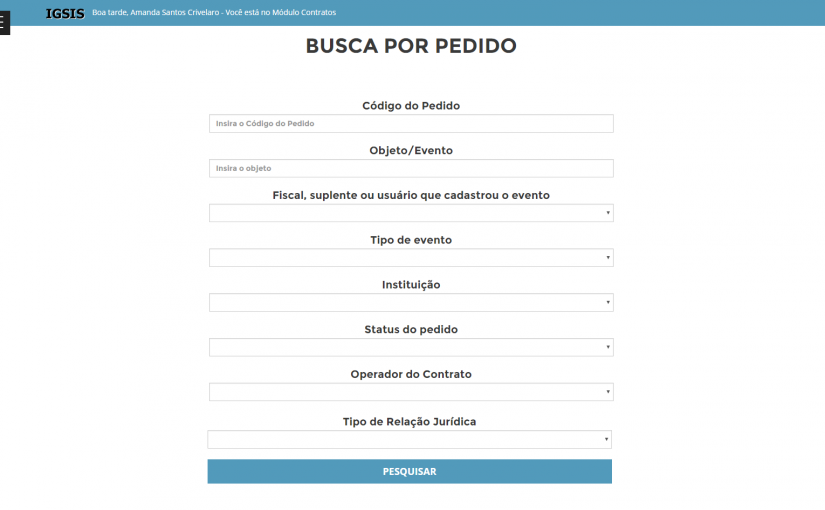 IGSIS Boa tarde, Amanda Santos Crivelaro - Você está no Módulo Contratos
BUSCA POR PEDIDO
Código do Pedido
Insira o Código do Pedido
Objeto/Evento
Insira o objeto
Fiscal, suplente ou usuário que cadastrou o evento
Tipo de evento
Instituição
Status do pedido
Operador do Contrato
Tipo de Relação Jurídica
PESQUISAR